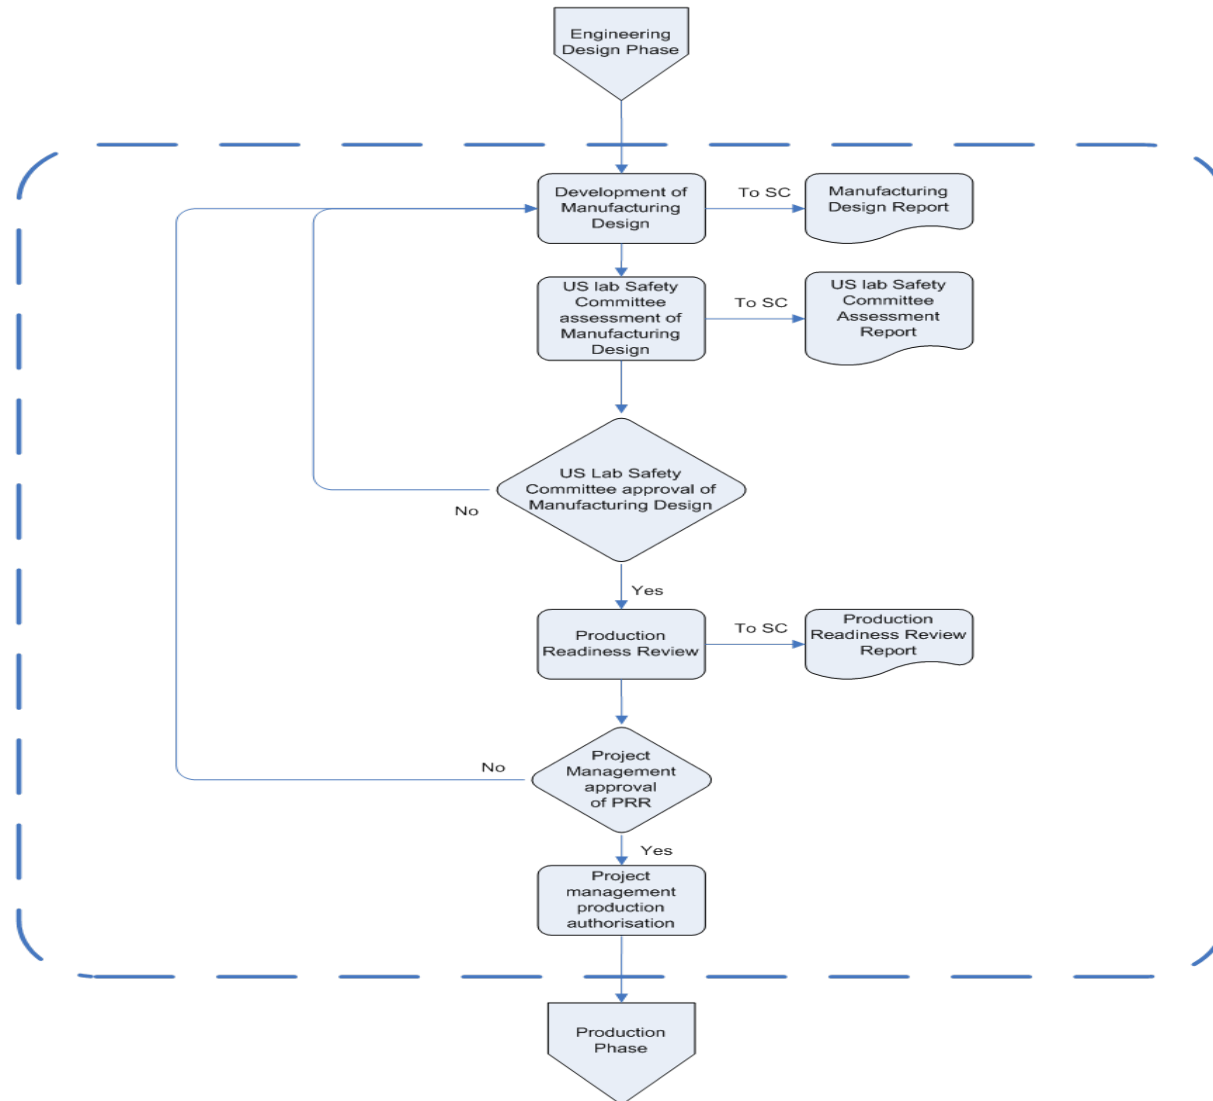 Engineering
Design Phase
Development of
Manufacturing
Design
To SC
Manufacturing
Design Report
US lab Safety
Committee
assessment of
Manufacturing
Design
To SC
US lab Safety
Committee
Assessment
Report
US Lab Safety
Committee approval of
Manufacturing Design
No
Yes
Production
Readiness Review
To SC
Production
Readiness Review
Report
Project
Management
approval
of PRR
No
Yes
Project
management
production
authorisation
Production
Phase